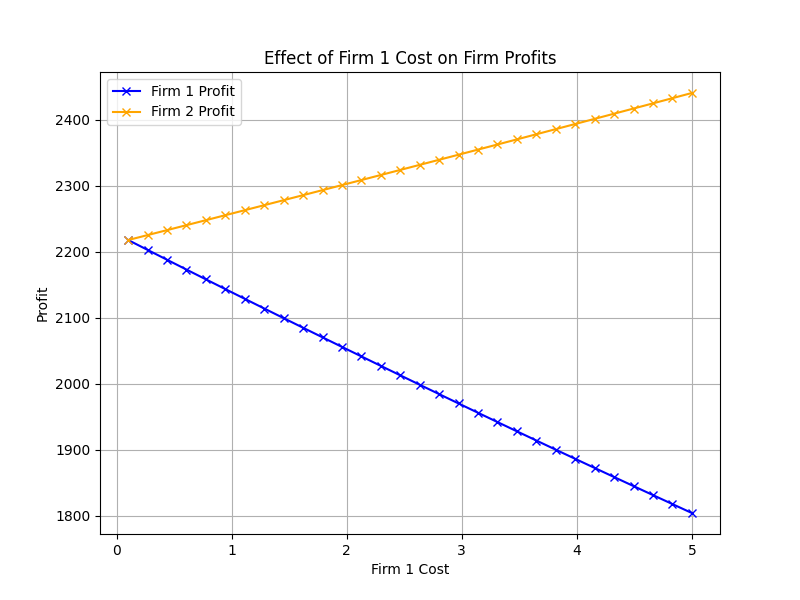 Effect of Firm 1 Cost on Firm Profits
Firm 1 Profit
Firm 2 Profit
Profit
2400
2300
2200
2100
2000
1900
1800
0 1 2 3 4 5
Firm 1 Cost